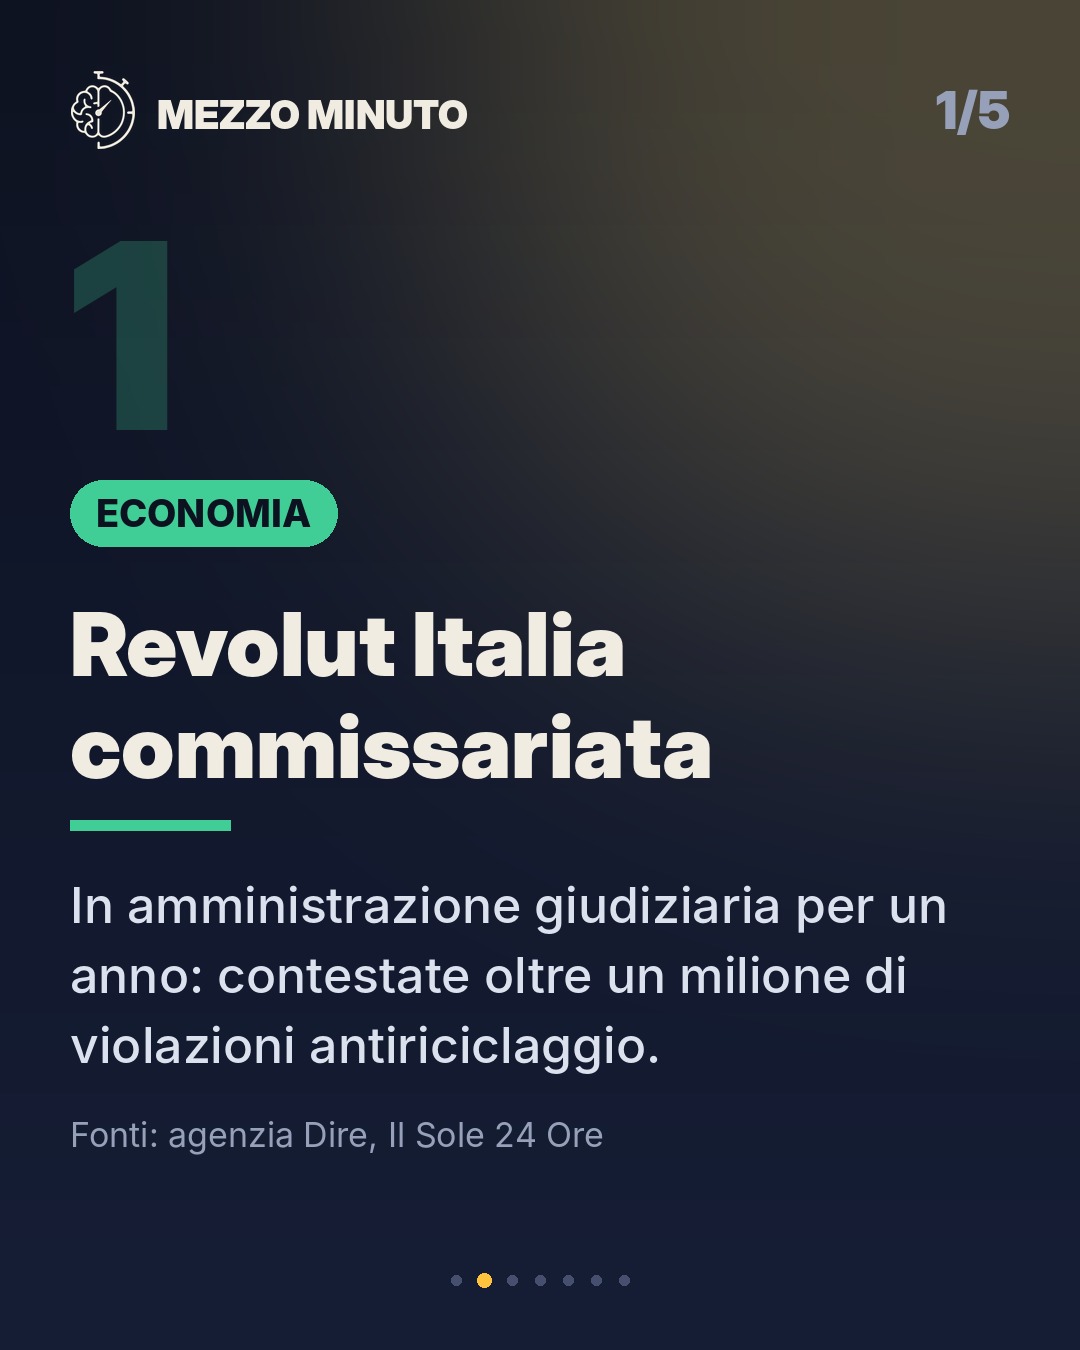 MEZZO MINUTO
1/5
1
ECONOMIA
Revolut Italia
commissariata
In amministrazione giudiziaria per un
anno: contestate oltre un milione di
violazioni antiriciclaggio.
Fonti: agenzia Dire, Il Sole 24 Ore